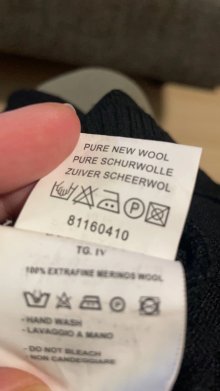 PURE NEW WOOL
PURE SCHURWOLLE
ZUIVER SCHEERWOL
P
81160410
TG. IV
100% EXTRAFINE MERINOS WOOL
P
- HAND WASH
- LAVAGGIO A MANO
- DO NOT BLEACH
NON CANDEGGIARE